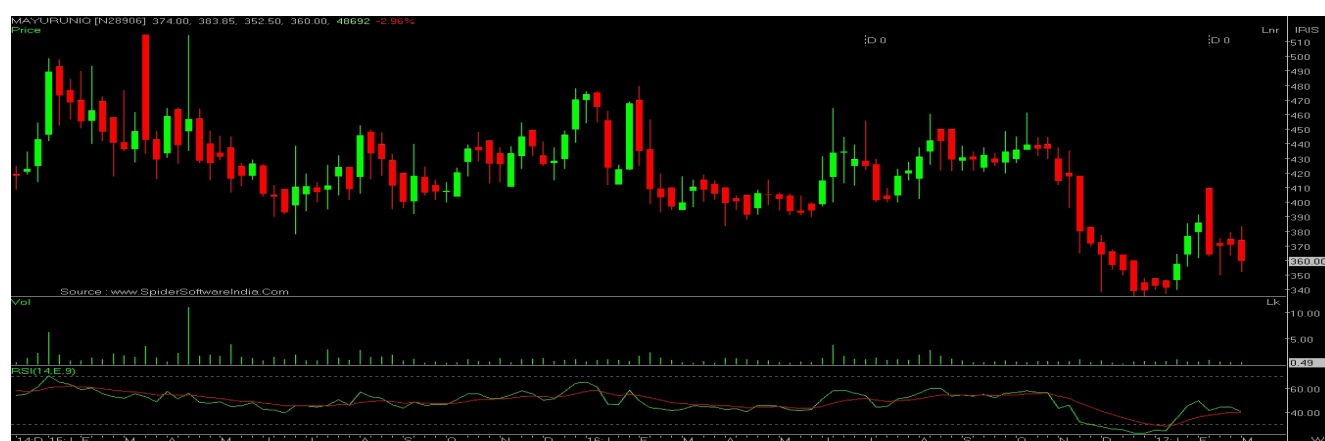 MAYURUNIQ [N28906] 374.00, 383.85, 352.50, 360.00, 48692 -2.96%
Price
Lnr
IRIS
D 0
D 0
510
500
490
480
470
460
450
440
430
420
410
400
390
380
370
360.00
350
340
Source : www.SpiderSoftwareIndia.Com
Vol
Lk
10.00
5.00
0.49
RSI(14,E,9)
60.00
40.00